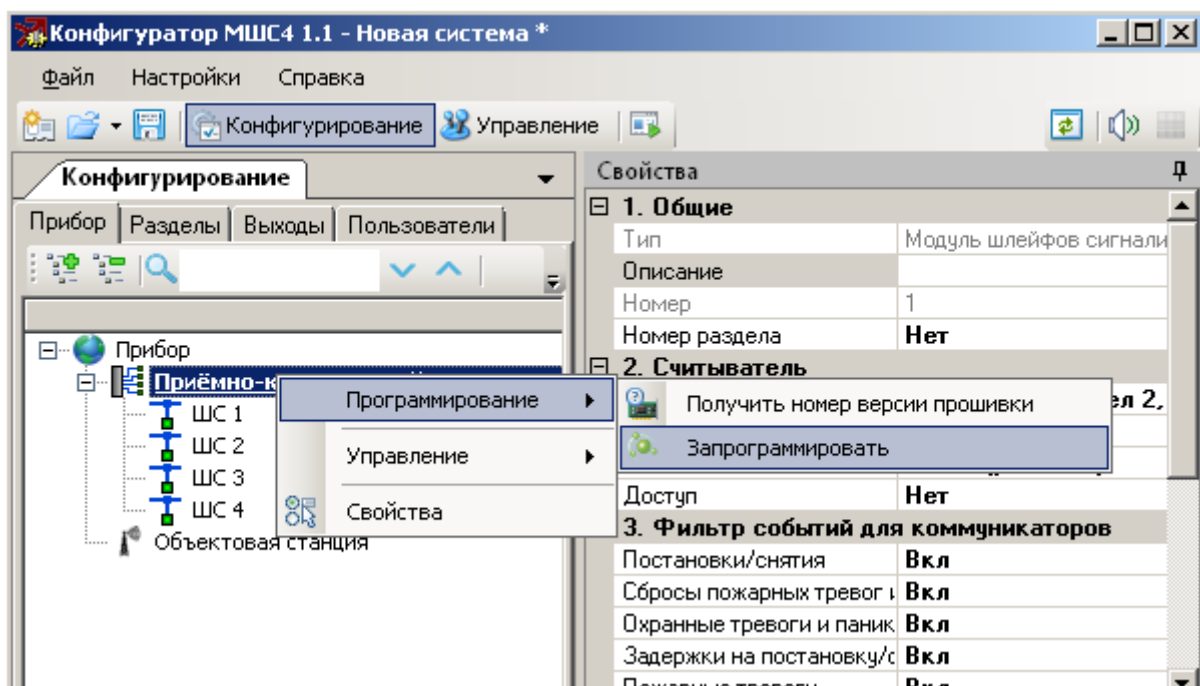 Конфигуратор МШС4 1.1 - Новая система *
Файл Настройки Справка
Конфигурирование Управление
Конфигурирование
Прибор Разделы Выходы Пользователи
Прибор
Приёмно-к
ШС 1
ШС 2
ШС 3
ШС 4
Объектовая станция
Программирование
Управление
Свойства
Получить номер версии прошивки
Запрограммировать
Свойства
1. Общие
Тип Модуль шлейфов сигнали
Описание
Номер 1
Номер раздела Нет
2. Считыватель
ел 2,
Доступ Нет
3. Фильтр событий для коммуникаторов
Постановки/снятия Вкл
Сбросы пожарных тревог и Вкл
Охранные тревоги и паник Вкл
Задержки на постановку/с Вкл
Пожарные тревоги Вкл